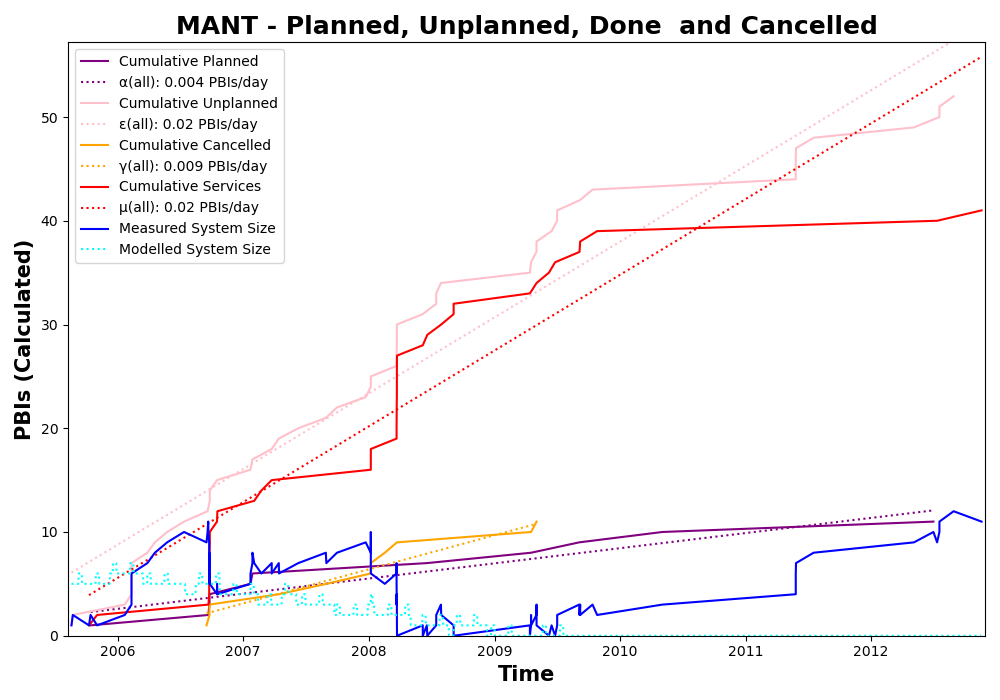 MANT - Planned, Unplanned, Done  and Cancelled
Cumulative Planned
α(all): 0.004 PBIs/day
Cumulative Unplanned
ε(all): 0.02 PBIs/day
Cumulative Cancelled
γ(all): 0.009 PBIs/day
Cumulative Services
μ(all): 0.02 PBIs/day
Measured System Size
Modelled System Size
PBIs (Calculated)
50
40
30
20
10
0
2006 2007 2008 2009 2010 2011 2012
Time